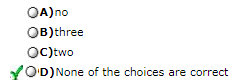 A)no
B)three
C)two
D)None of the choices are correct